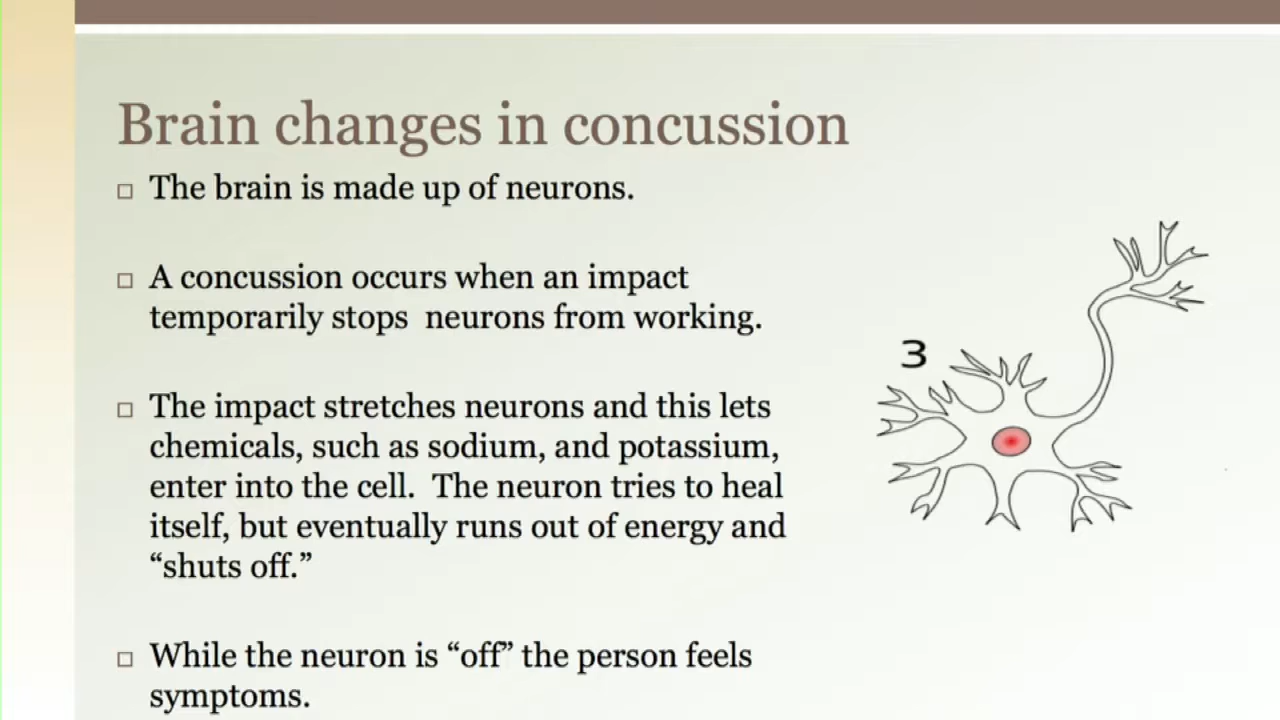 Brain changes in concussion
The brain is made up of neurons.
A concussion occurs when an impact
temporarily stops  neurons from working.
The impact stretches neurons and this lets
chemicals, such as sodium, and potassium,
enter into the cell.  The neuron tries to heal
itself, but eventually runs out of energy and
“shuts off.”
While the neuron is “off” the person feels
symptoms.
3